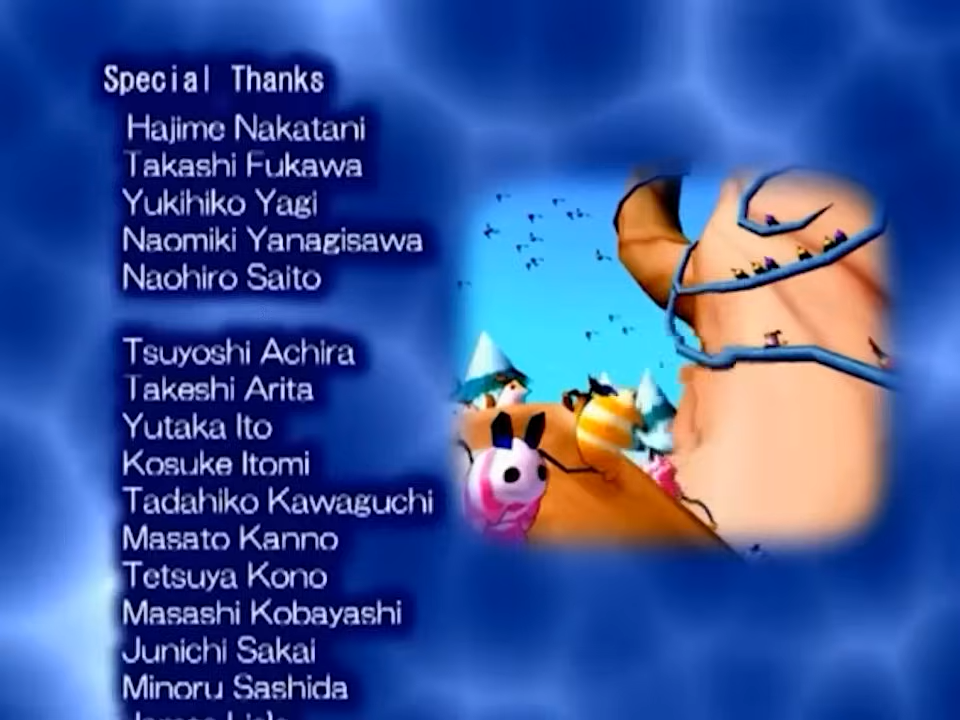 Special Thanks
Hajime Nakatani
Takashi Fukawa
Yukihiko Yagi
Naomiki Yanagisawa
Naohiro Saito
Tsuyoshi Achira
Takeshi Arita
Yutaka Ito
Kosuke Itomi
Tadahiko Kawaguchi
Masato Kanno
Tetsuya Kono
Masashi Kobayashi
Junichi Sakai
Minoru Sashida